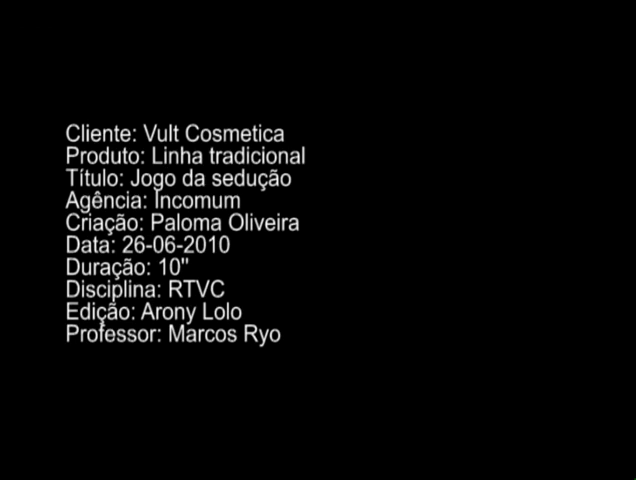 Cliente: Vult Cosmetica
Produto: Linha tradicional
Título: Jogo da sedução
Agência: Incomum
Criação: Paloma Oliveira
Data: 26-06-2010
Duração: 10"
Disciplina: RTVC
Edição: Arony Lolo
Professor: Marcos Ryo